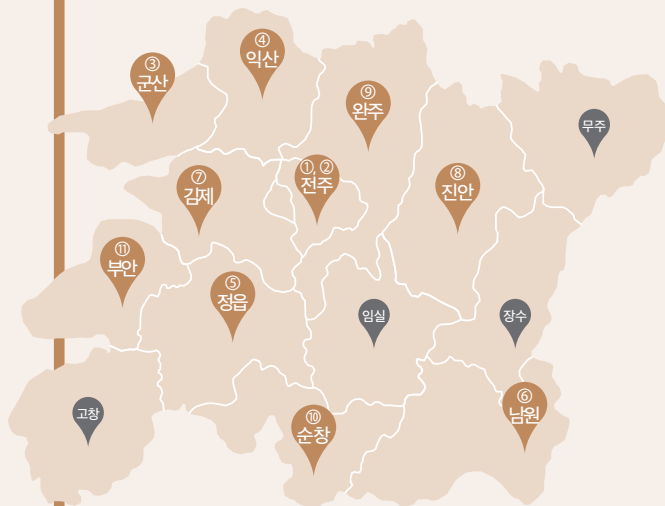 ④
익산
③
군산
⑨
완주
무주
①, ②
전주
⑧
진안
⑦
김제
⑪
부안
⑤
정읍
임실
장수
⑥
남원
고창
⑩
순창